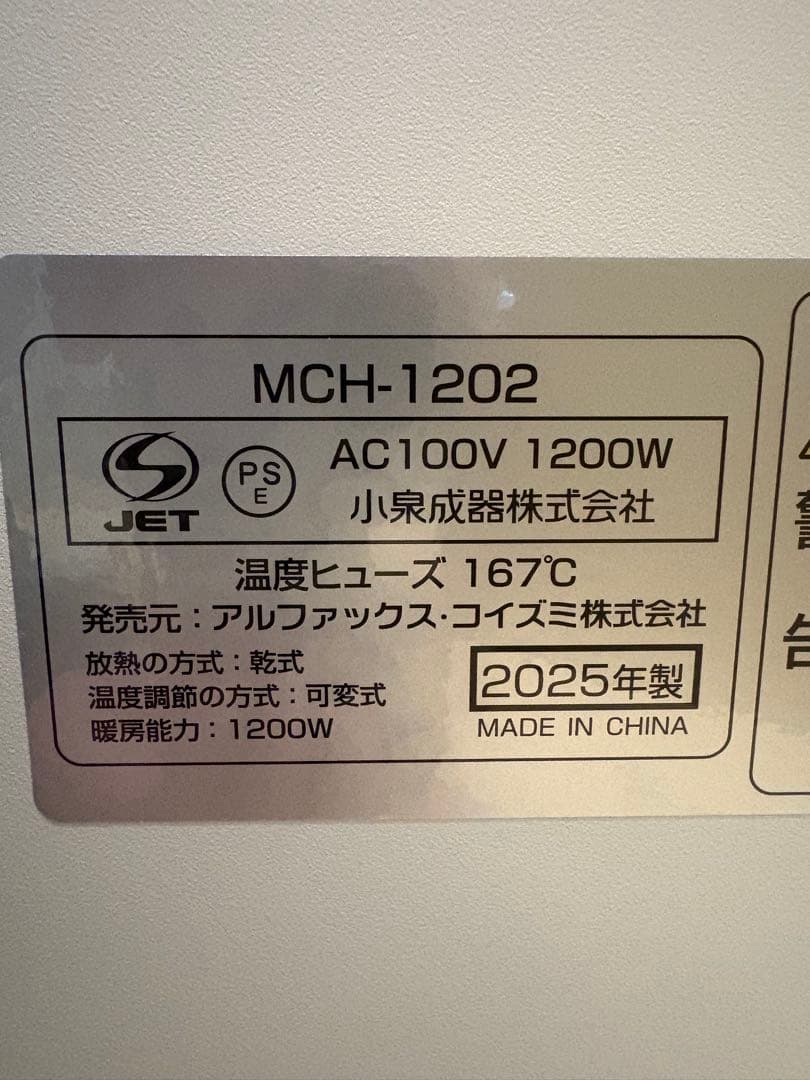 MCH-1202
JET
PS
E
AC100V 1200W
小泉成器株式会社
温度ヒューズ 167℃
発売元：アルファックス･コイズミ株式会社
放熱の方式：乾式
温度調節の方式：可変式
暖房能力：1200W
2025年製
MADE IN CHINA
告